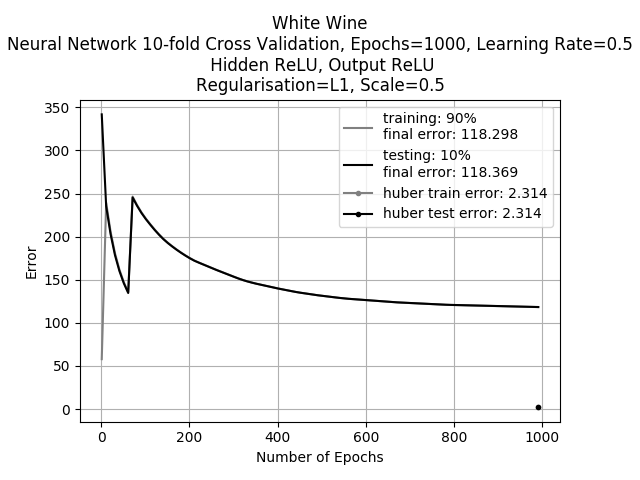 White Wine
Neural Network 10-fold Cross Validation, Epochs=1000, Learning Rate=0.5
Hidden ReLU, Output ReLU
Regularisation=L1, Scale=0.5
training: 90%
final error: 118.298
testing: 10%
final error: 118.369
huber train error: 2.314
huber test error: 2.314
Error
350
300
250
200
150
100
50
0
0 200 400 600 800 1000
Number of Epochs